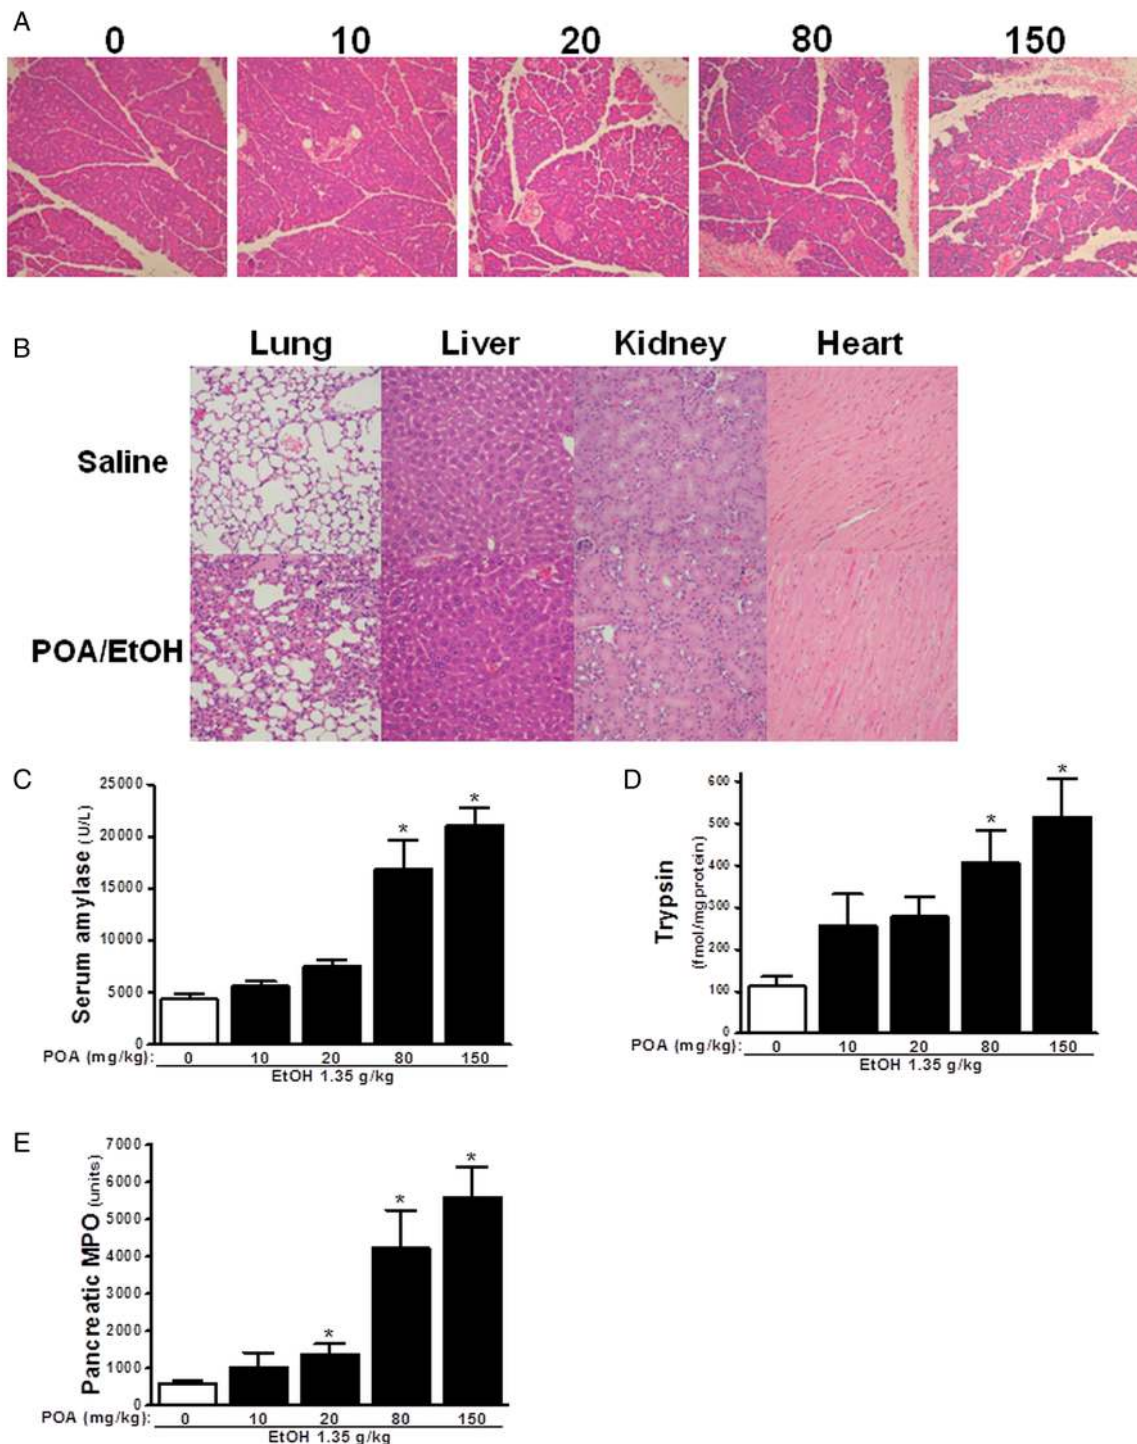 A
0 10 20 80 150
B
Lung Liver Kidney Heart
Saline
POA/EtOH
C
Serum amylase (U/L)
25000
20000
15000
10000
5000
0
*
*
POA (mg/kg): 0 10 20 80 150
EtOH 1.35 g/kg
D
Trypsin
(fmol/mgprotein)
600
500
400
300
200
100
0
*
*
POA (mg/kg): 0 10 20 80 150
EtOH 1.35 g/kg
E
Pancreatic MPO (units)
7000
6000
5000
4000
3000
2000
1000
0
*
*
*
POA (mg/kg): 0 10 20 80 150
EtOH 1.35 g/kg